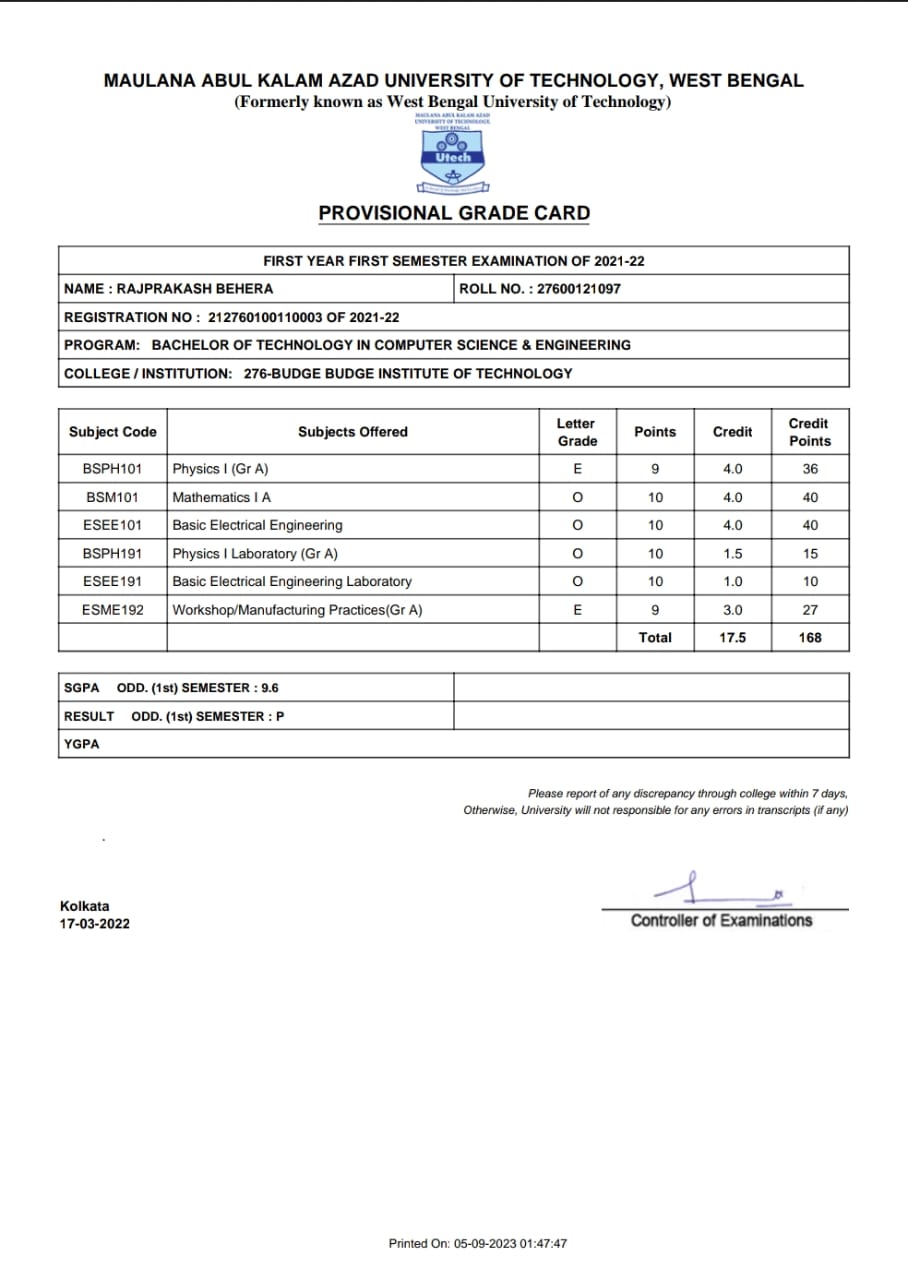 MAULANA ABUL KALAM AZAD UNIVERSITY OF TECHNOLOGY, WEST BENGAL
(Formerly known as West Bengal University of Technology)
MAULANA ABUL KALAM AZAD
UNIVERSITY OF TECHNOLOGY,
WEST BENGAL
Utech
PROVISIONAL GRADE CARD
FIRST YEAR FIRST SEMESTER EXAMINATION OF 2021-22
NAME : RAJPRAKASH BEHERA ROLL NO. : 27600121097
REGISTRATION NO : 212760100110003 OF 2021-22
PROGRAM: BACHELOR OF TECHNOLOGY IN COMPUTER SCIENCE & ENGINEERING
COLLEGE / INSTITUTION: 276-BUDGE BUDGE INSTITUTE OF TECHNOLOGY
Subject Code Subjects Offered Letter Grade Points Credit Credit Points
BSPH101 Physics I (Gr A) E 9 4.0 36
BSM101 Mathematics I A O 10 4.0 40
ESEE101 Basic Electrical Engineering O 10 4.0 40
BSPH191 Physics I Laboratory (Gr A) O 10 1.5 15
ESEE191 Basic Electrical Engineering Laboratory O 10 1.0 10
ESME192 Workshop/Manufacturing Practices(Gr A) E 9 3.0 27
Total 17.5 168
SGPA ODD. (1st) SEMESTER : 9.6
RESULT ODD. (1st) SEMESTER : P
YGPA
Please report of any discrepancy through college within 7 days,
Otherwise, University will not responsible for any errors in transcripts (if any)
Kolkata
17-03-2022
Controller of Examinations
Printed On: 05-09-2023 01:47:47